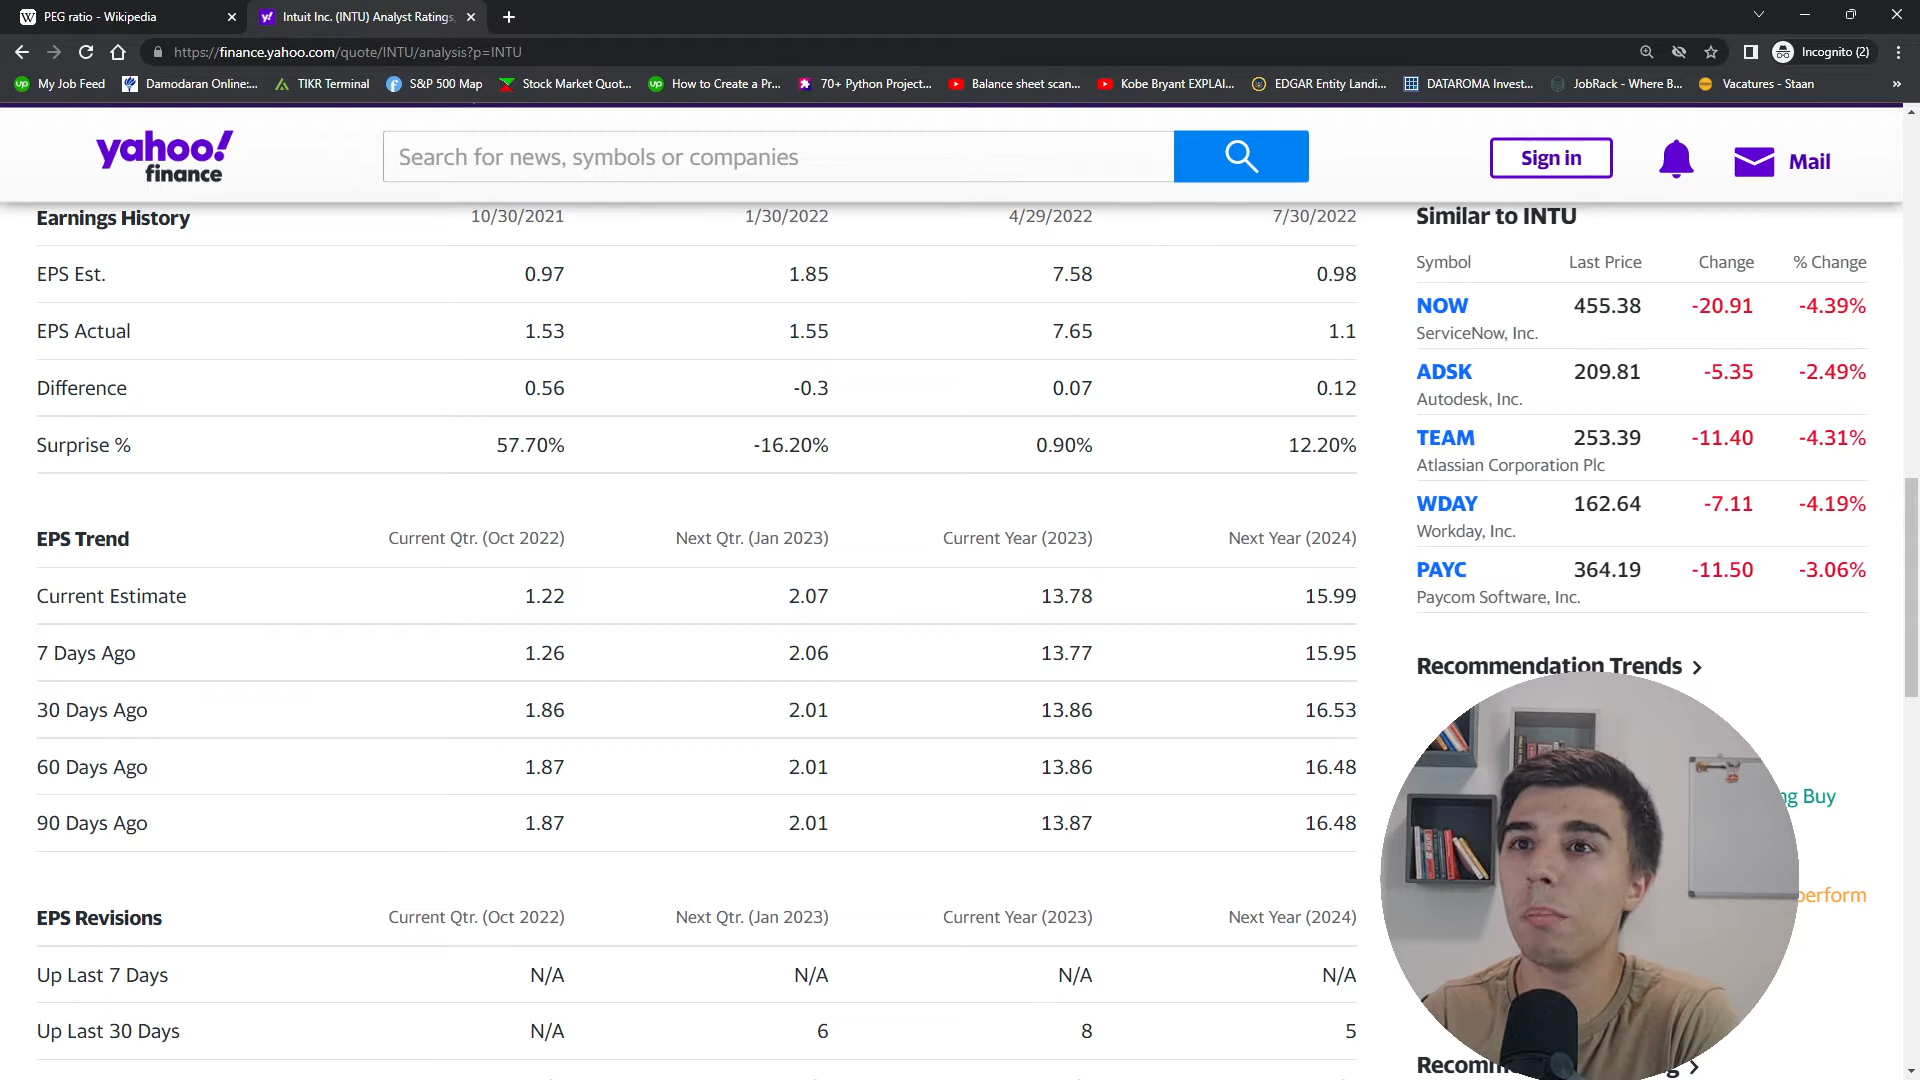 PEG ratio - Wikipedia
Intuit Inc. (INTU) Analyst Ratings,
https://finance.yahoo.com/quote/INTU/analysis?p=INTU
Incognito (2)
up My Job Feed
Damodaran Online:...
TIKR Terminal
S&P 500 Map
Stock Market Quot...
up How to Create a Pr...
70+ Python Project...
Balance sheet scan...
Kobe Bryant EXPLAI...
EDGAR Entity Landi...
DATAROMA Invest...
JobRack - Where B...
Vacatures - Staan
»
yahoo!
finance
Search for news, symbols or companies
Sign in
Mail
Earnings History 10/30/2021 1/30/2022 4/29/2022 7/30/2022
EPS Est. 0.97 1.85 7.58 0.98
EPS Actual 1.53 1.55 7.65 1.1
Difference 0.56 -0.3 0.07 0.12
Surprise % 57.70% -16.20% 0.90% 12.20%
EPS Trend Current Qtr. (Oct 2022) Next Qtr. (Jan 2023) Current Year (2023) Next Year (2024)
Current Estimate 1.22 2.07 13.78 15.99
7 Days Ago 1.26 2.06 13.77 15.95
30 Days Ago 1.86 2.01 13.86 16.53
60 Days Ago 1.87 2.01 13.86 16.48
90 Days Ago 1.87 2.01 13.87 16.48
EPS Revisions Current Qtr. (Oct 2022) Next Qtr. (Jan 2023) Current Year (2023) Next Year (2024)
Up Last 7 Days N/A N/A N/A N/A
Up Last 30 Days N/A 6 8 5
Similar to INTU
Symbol Last Price Change % Change
NOW 455.38 -20.91 -4.39%
ServiceNow, Inc.
ADSK 209.81 -5.35 -2.49%
Autodesk, Inc.
TEAM 253.39 -11.40 -4.31%
Atlassian Corporation Plc
WDAY 162.64 -7.11 -4.19%
Workday, Inc.
PAYC 364.19 -11.50 -3.06%
Paycom Software, Inc.
Recommendation Trends >
Buy